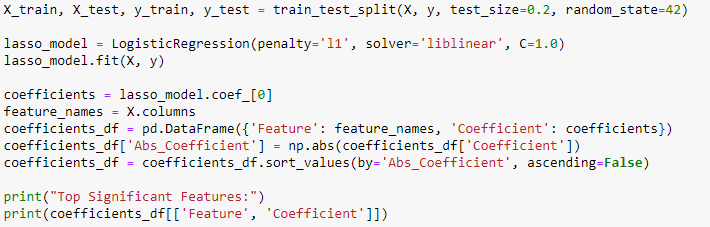 X_train, X_test, y_train, y_test = train_test_split(X, y, test_size=0.2, random_state=42)
lasso_model = LogisticRegression(penalty='l1', solver='liblinear', C=1.0)
lasso_model.fit(X, y)
coefficients = lasso_model.coef_[0]
feature_names = X.columns
coefficients_df = pd.DataFrame({'Feature': feature_names, 'Coefficient': coefficients})
coefficients_df['Abs_Coefficient'] = np.abs(coefficients_df['Coefficient'])
coefficients_df = coefficients_df.sort_values(by='Abs_Coefficient', ascending=False)
print("Top Significant Features:")
print(coefficients_df[['Feature', 'Coefficient']])